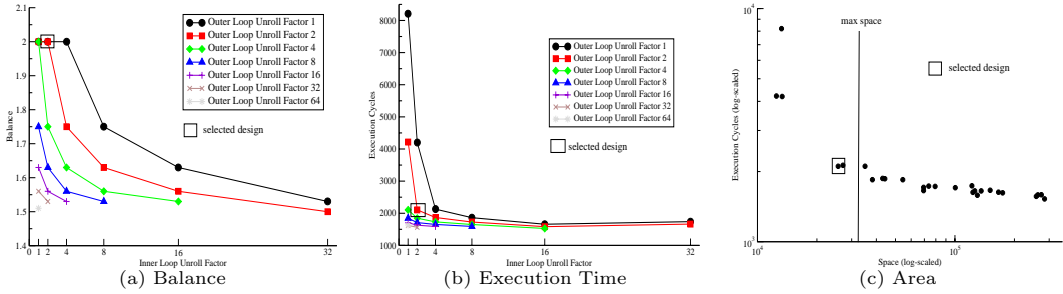 2.1
2
1.9
1.8
1.7
1.6
1.5
1.4
Balance
0 1 2 4 8 16 32
Inner Loop Unroll Factor
Outer Loop Unroll Factor 1
Outer Loop Unroll Factor 2
Outer Loop Unroll Factor 4
Outer Loop Unroll Factor 8
Outer Loop Unroll Factor 16
Outer Loop Unroll Factor 32
Outer Loop Unroll Factor 64
selected design
(a) Balance
8000
7000
6000
5000
4000
3000
2000
1000
Execution Cycles
0 1 2 4 8 16 32
Inner Loop Unroll Factor
Outer Loop Unroll Factor 1
Outer Loop Unroll Factor 2
Outer Loop Unroll Factor 4
Outer Loop Unroll Factor 8
Outer Loop Unroll Factor 16
Outer Loop Unroll Factor 32
Outer Loop Unroll Factor 64
selected design
(b) Execution Time
10⁴
10³
Execution Cycles (log-scaled)
max space
selected design
10⁴ 10⁵
Space (log-scaled)
(c) Area